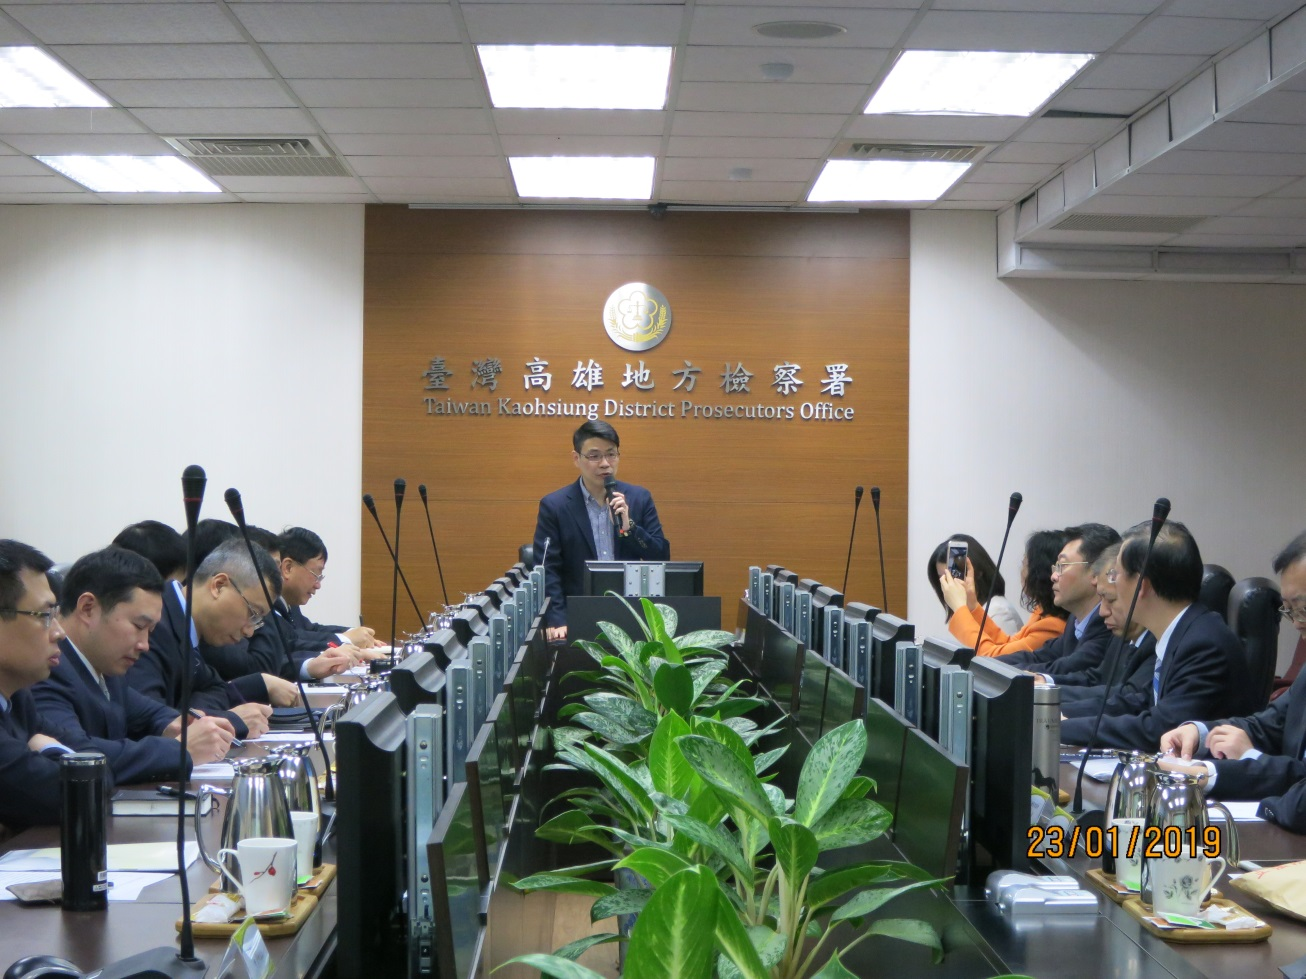 臺灣高雄地方檢察署
Taiwan Kaohsiung District Prosecutors Office
23/01/2019